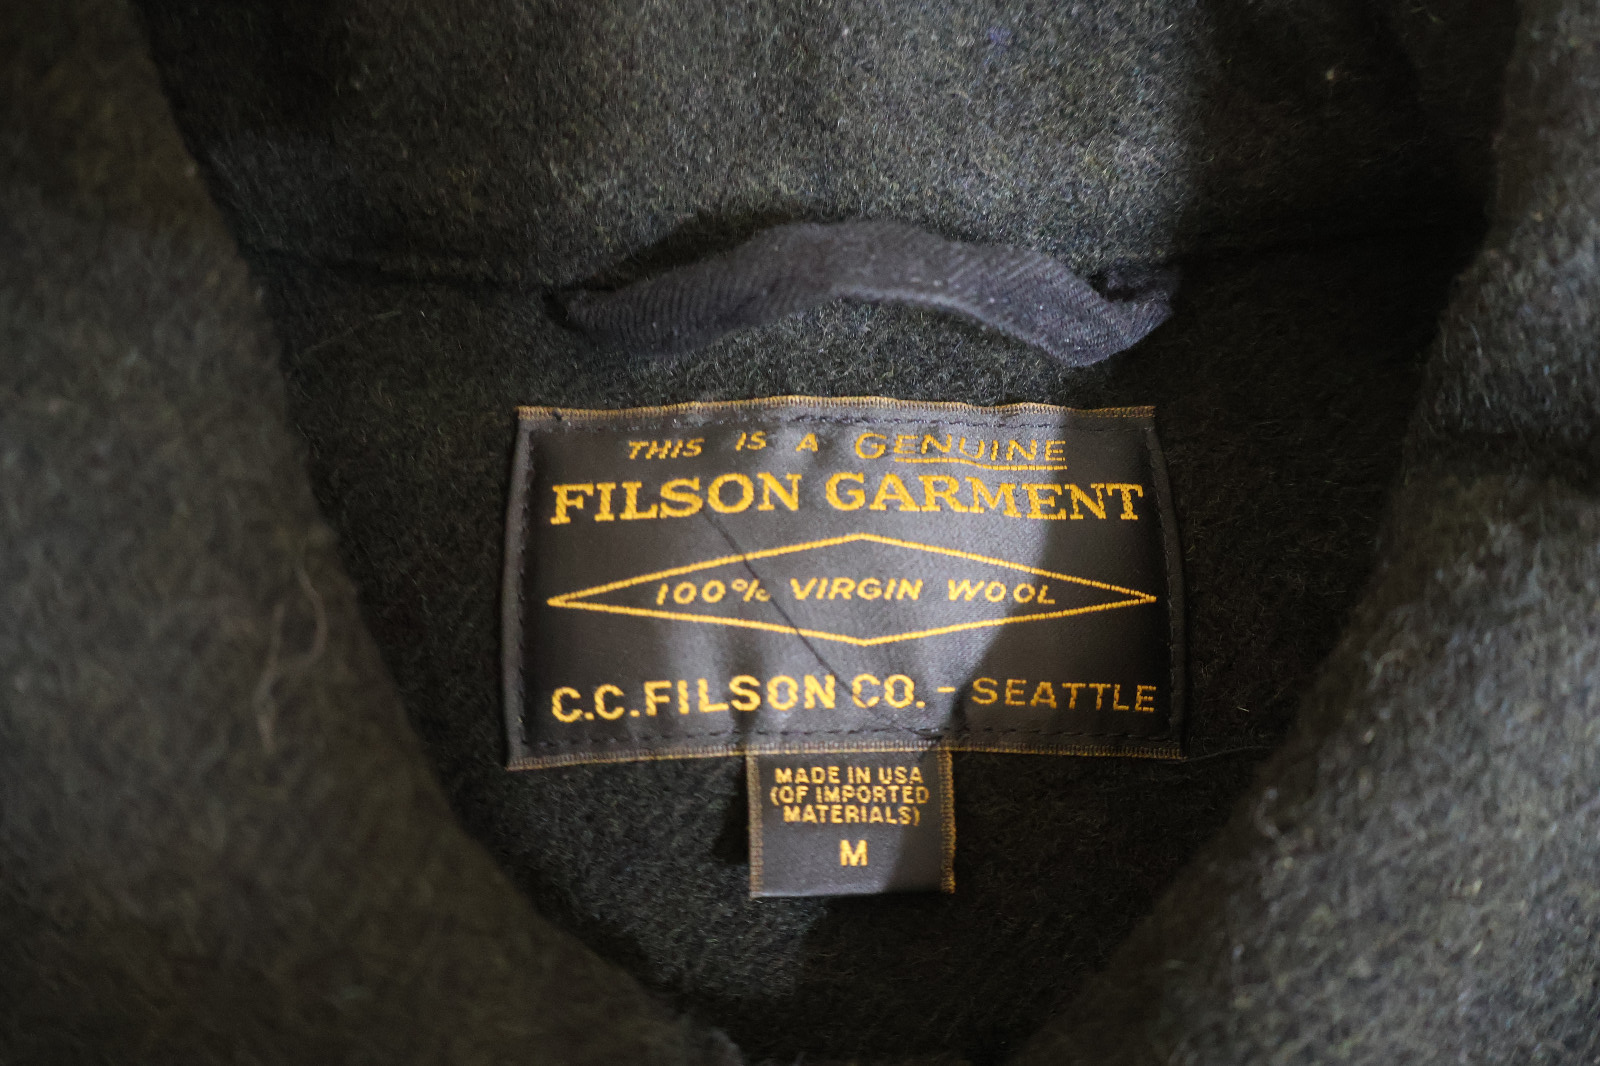 THIS IS A GENUINE
FILSON GARMENT
100% VIRGIN WOOL
C.C.FILSON CO. - SEATTLE
MADE IN USA
(OF IMPORTED
MATERIALS)
M